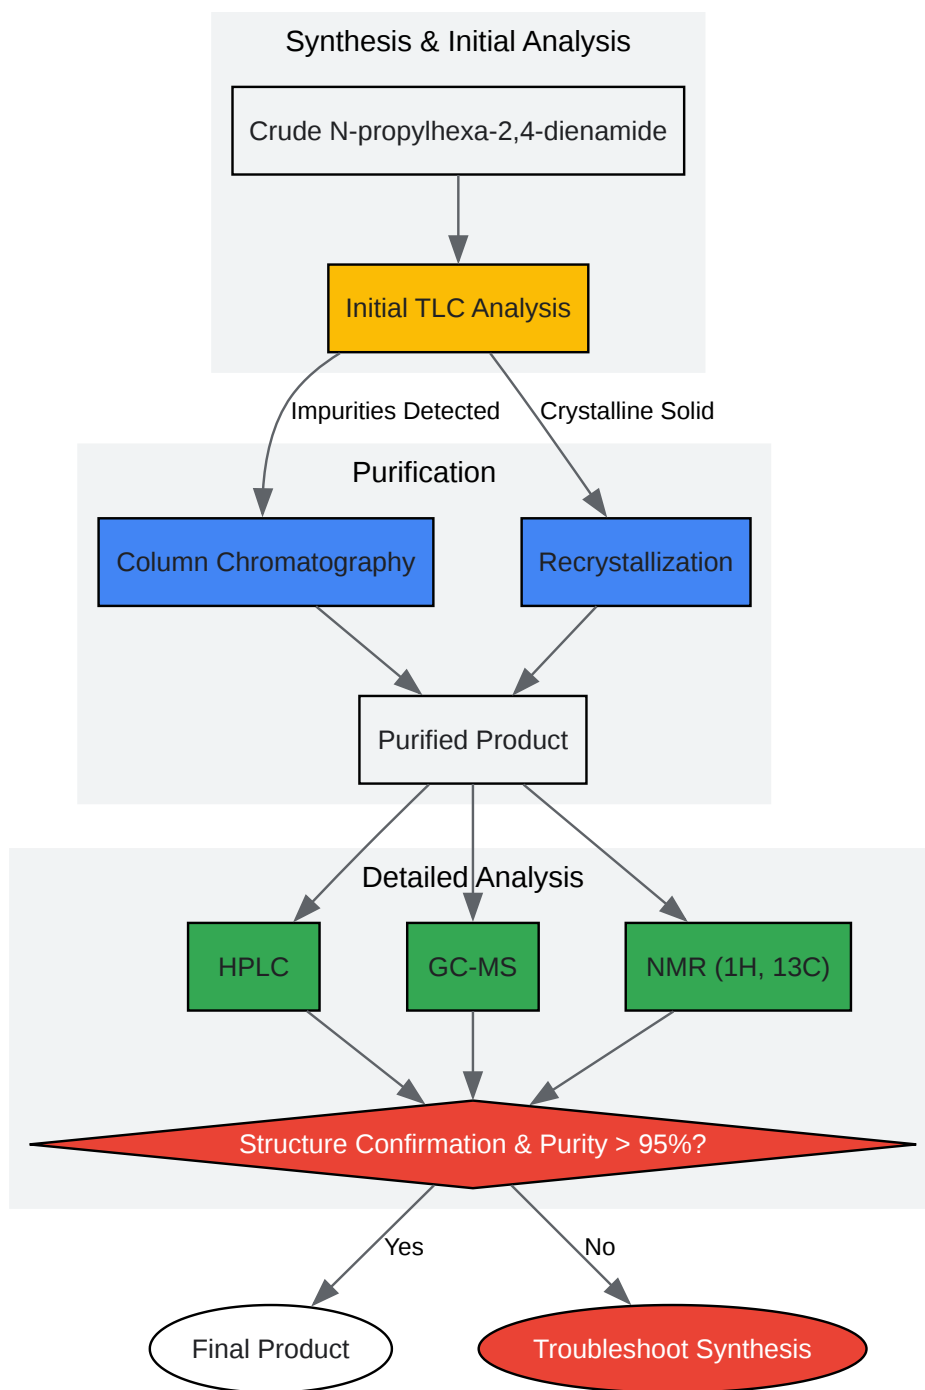 Synthesis & Initial Analysis
Crude N-propylhexa-2,4-dienamide
Initial TLC Analysis
Impurities Detected
Crystalline Solid
Purification
Column Chromatography
Recrystallization
Purified Product
Detailed Analysis
HPLC
GC-MS
NMR (1H, 13C)
Structure Confirmation & Purity > 95%?
Yes
No
Final Product
Troubleshoot Synthesis